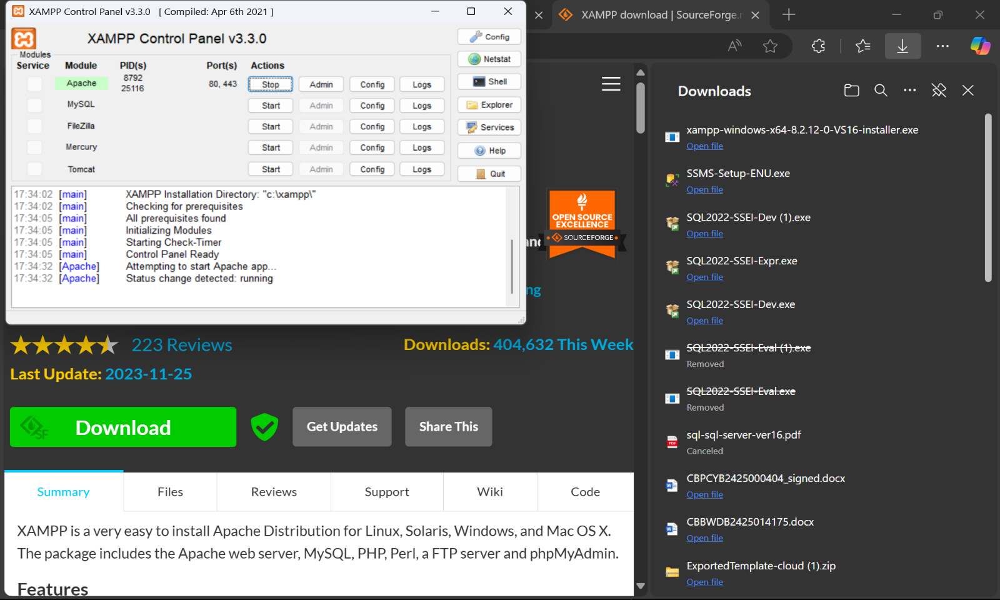 XAMPP Control Panel v3.3.0 [ Compiled: Apr 6th 2021 ]
XAMPP Control Panel v3.3.0
Modules
Service Module PID(s) Port(s) Actions
Apache 8792 25116 80, 443 Stop Admin Config Logs
MySQL Start Admin Config Logs
FileZilla Start Admin Config Logs
Mercury Start Admin Config Logs
Tomcat Start Admin Config Logs
Config
Netstat
Shell
Explorer
Services
Help
Quit
17:34:02 [main] XAMPP Installation Directory: "c:\xampp\"
17:34:02 [main] Checking for prerequisites
17:34:05 [main] All prerequisites found
17:34:05 [main] Initializing Modules
17:34:05 [main] Starting Check-Timer
17:34:05 [main] Control Panel Ready
17:34:32 [Apache] Attempting to start Apache app...
17:34:32 [Apache] Status change detected: running
XAMPP download | SourceForge.
OPEN SOURCE
EXCELLENCE
SOURCEFORGE
223 Reviews
Downloads: 404,632 This Week
Last Update: 2023-11-25
SF
Download
Get Updates
Share This
Summary Files Reviews Support Wiki Code
XAMPP is a very easy to install Apache Distribution for Linux, Solaris, Windows, and Mac OS X.
The package includes the Apache web server, MySQL, PHP, Perl, a FTP server and phpMyAdmin.
Features
Downloads
xampp-windows-x64-8.2.12-0-VS16-installer.exe
Open file
SSMS-Setup-ENU.exe
Open file
SQL2022-SSEI-Dev (1).exe
Open file
SQL2022-SSEI-Expr.exe
Open file
SQL2022-SSEI-Dev.exe
Open file
SQL2022-SSEI-Eval (1).exe
Removed
SQL2022-SSEI-Eval.exe
Removed
PDF
sql-sql-server-ver16.pdf
Canceled
CBPCYB2425000404_signed.docx
Open file
CBBWDB2425014175.docx
Open file
ExportedTemplate-cloud (1).zip
Open file